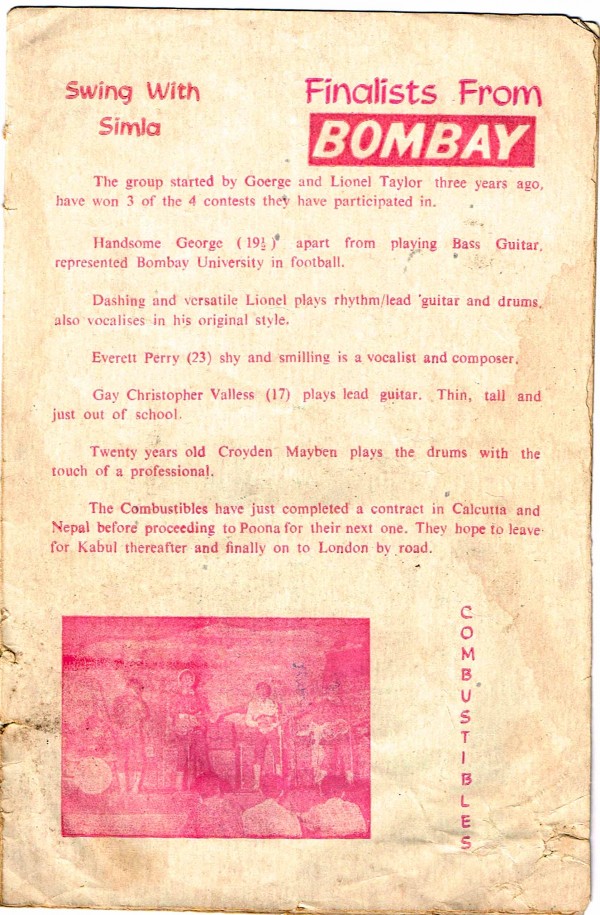 Swing With
Simla
Finalists From
BOMBAY
The group started by Goerge and Lionel Taylor three years ago,
have won 3 of the 4 contests they have participated in.
Handsome George (19½) apart from playing Bass Guitar,
represented Bombay University in football.
Dashing and versatile Lionel plays rhythm/lead guitar and drums,
also vocalises in his original style.
Everett Perry (23) shy and smilling is a vocalist and composer.
Gay Christopher Valless (17) plays lead guitar. Thin, tall and
just out of school.
Twenty years old Croyden Mayben plays the drums with the
touch of a professional.
The Combustibles have just completed a contract in Calcutta and
Nepal before proceeding to Poona for their next one. They hope to leave
for Kabul thereafter and finally on to London by road.
COMBUSTIBLES